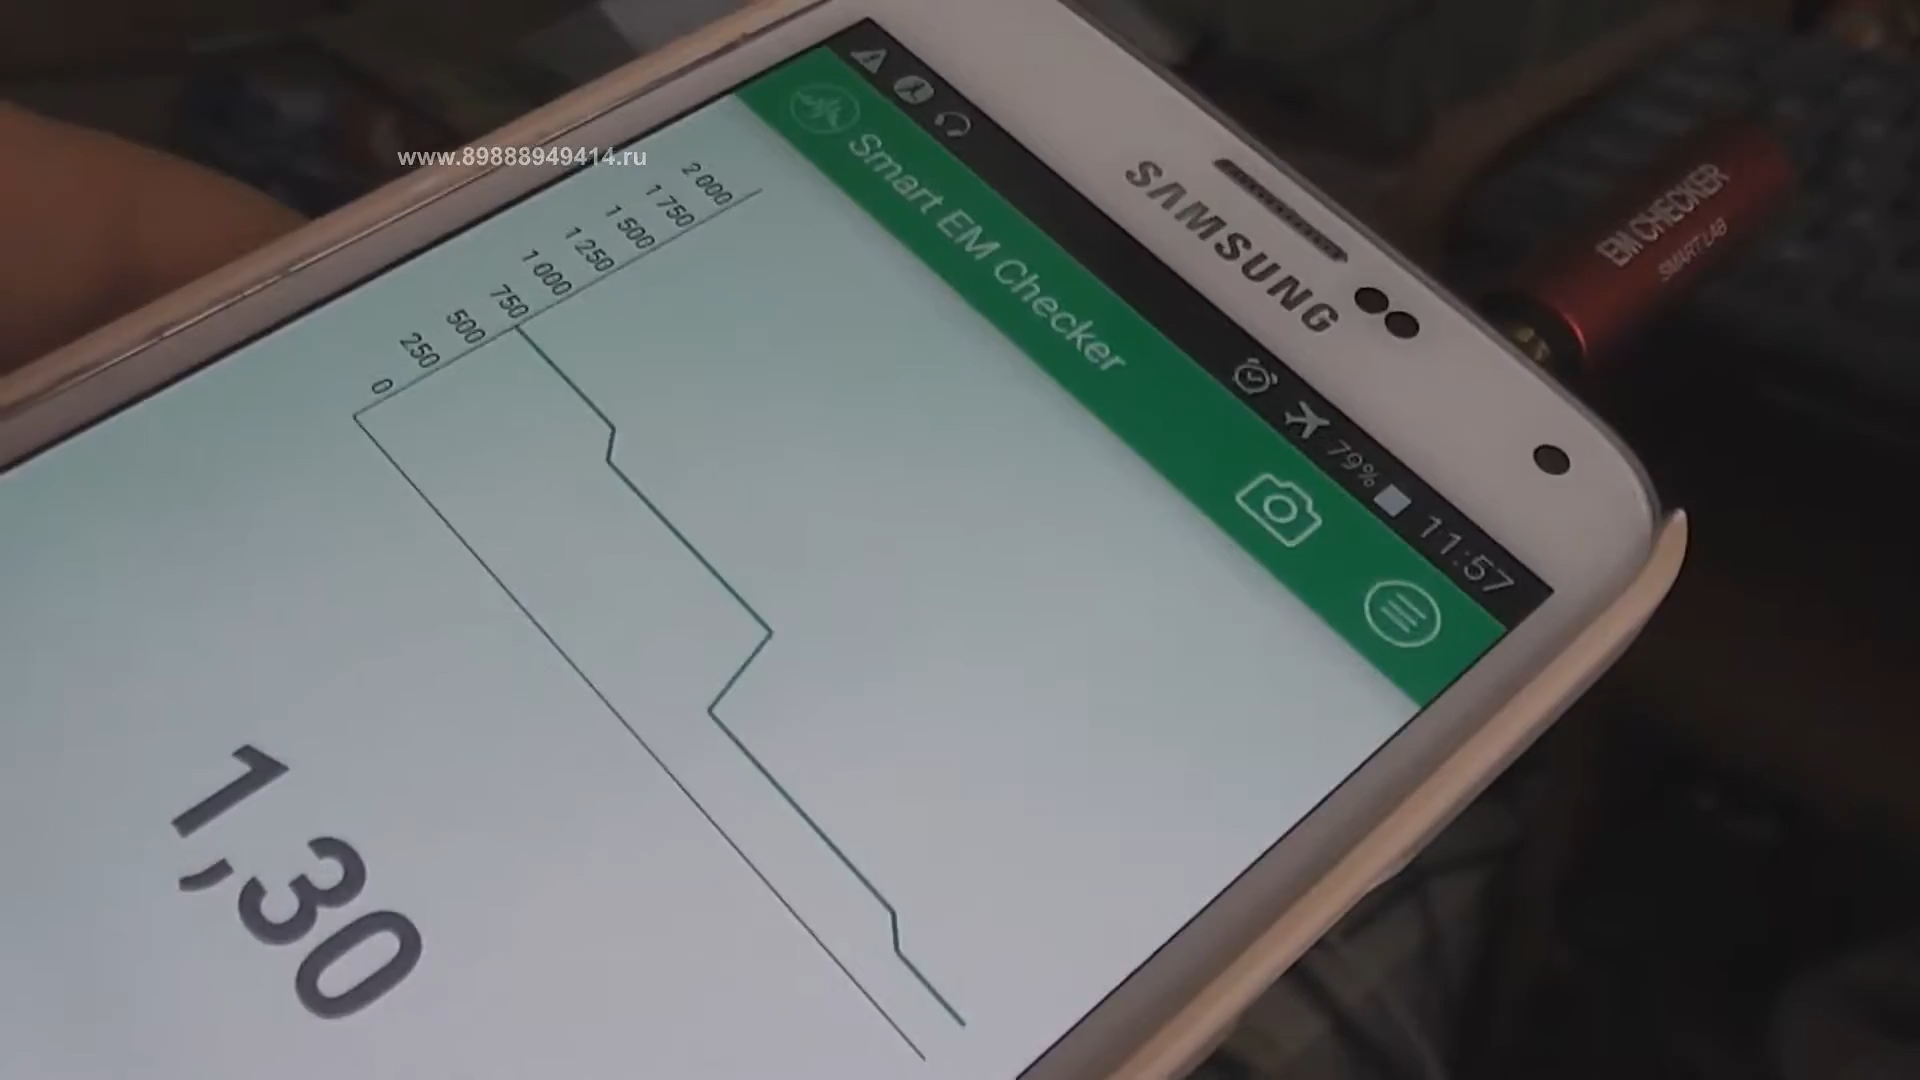 www.89888949414.ru
SAMSUNG
EM CHECKER
SMART LAB
79% 11:57
Smart EM Checker
2 000
1 750
1 500
1 250
1 000
750
500
250
0
1,30